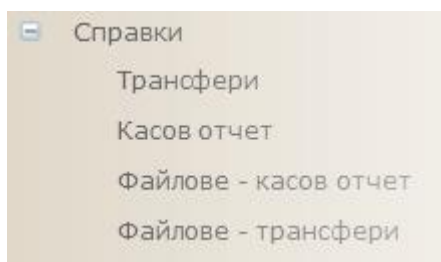 Справки
Трансфери
Касов отчет
Файлове - касов отчет
Файлове - трансфери